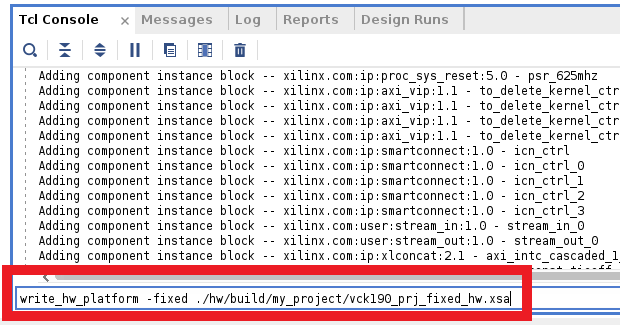 Tcl Console × Messages Log Reports Design Runs
Adding component instance block -- xilinx.com:ip:proc_sys_reset:5.0 - psr_625mhz
Adding component instance block -- xilinx.com:ip:axi_vip:1.1 - to_delete_kernel_ctr
Adding component instance block -- xilinx.com:ip:axi_vip:1.1 - to_delete_kernel_ctr
Adding component instance block -- xilinx.com:ip:axi_vip:1.1 - to_delete_kernel_ctr
Adding component instance block -- xilinx.com:ip:axi_vip:1.1 - to_delete_kernel_ctr
Adding component instance block -- xilinx.com:ip:smartconnect:1.0 - icn_ctrl
Adding component instance block -- xilinx.com:ip:smartconnect:1.0 - icn_ctrl_0
Adding component instance block -- xilinx.com:ip:smartconnect:1.0 - icn_ctrl_1
Adding component instance block -- xilinx.com:ip:smartconnect:1.0 - icn_ctrl_2
Adding component instance block -- xilinx.com:ip:smartconnect:1.0 - icn_ctrl_3
Adding component instance block -- xilinx.com:user:stream_in:1.0 - stream_in_0
Adding component instance block -- xilinx.com:user:stream_out:1.0 - stream_out_0
Adding component instance block -- xilinx.com:ip:xlconcat:2.1 - axi_intc_cascaded_1_
write_hw_platform -fixed ./hw/build/my_project/vck190_prj_fixed_hw.xsa